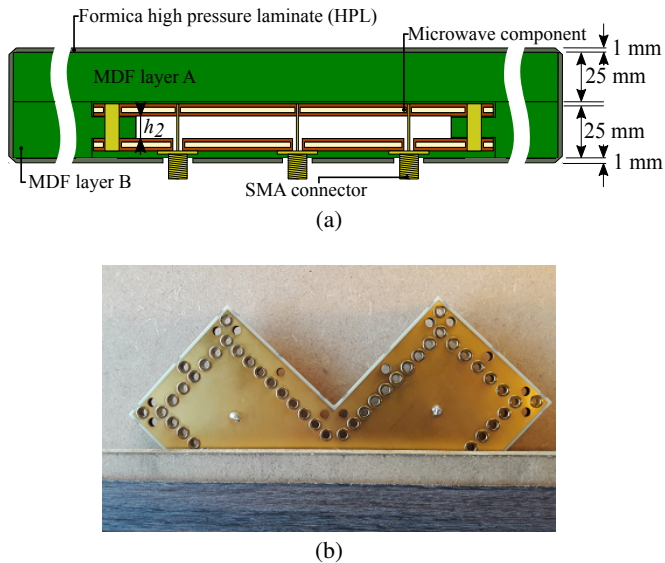 Formica high pressure laminate (HPL)
Microwave component
1 mm
MDF layer A
25 mm
h2
25 mm
MDF layer B
SMA connector
1 mm
(a)
(b)